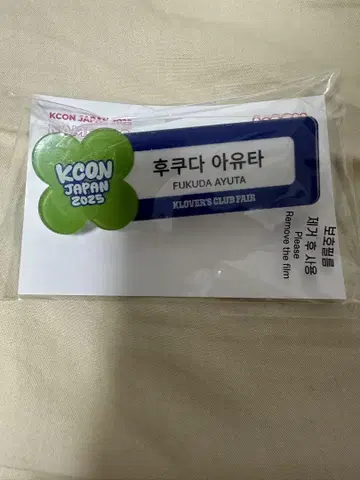 KCON JAPAN 2025
KCON
JAPAN
2025
후쿠다 아유타
FUKUDA AYUTA
KLOVER'S CLUB FAIR
보호필름
제거 후 사용
Please
Remove the film